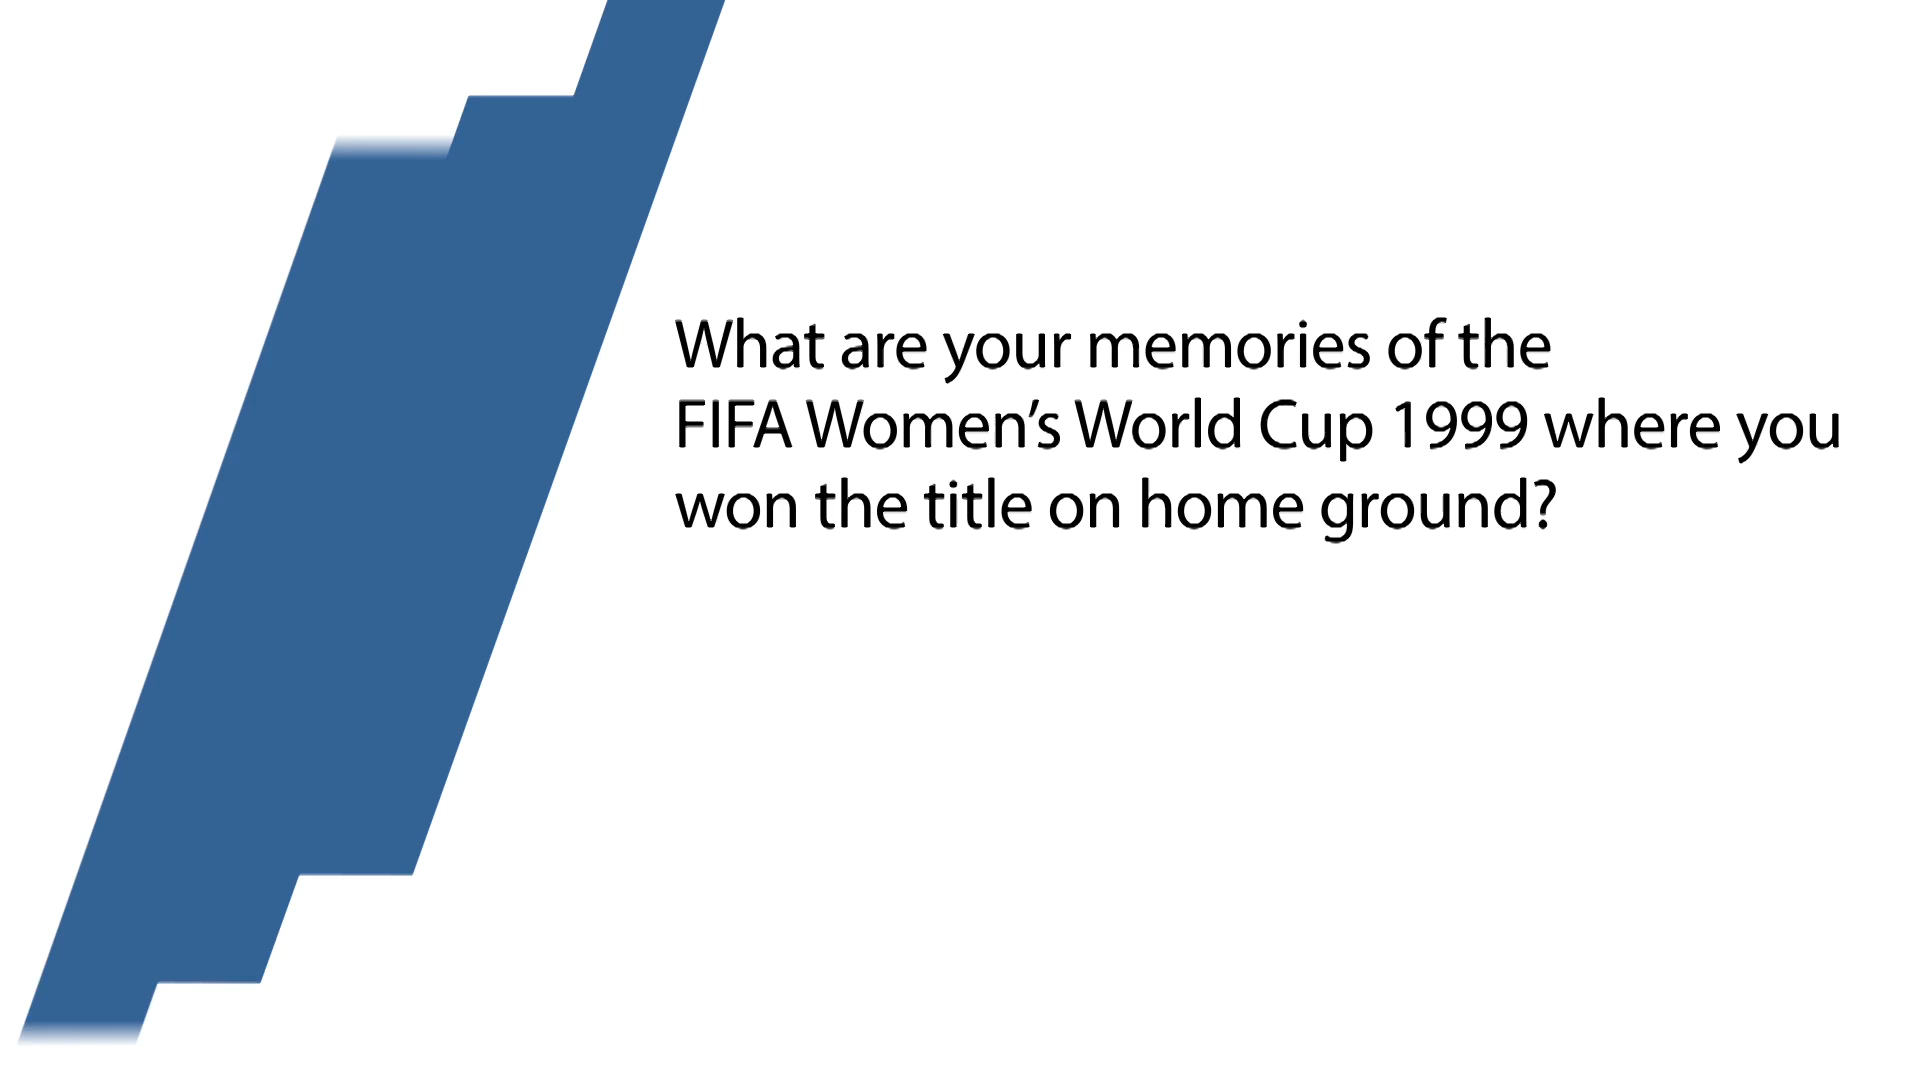 What are your memories of the
FIFA Women’s World Cup 1999 where you
won the title on home ground?